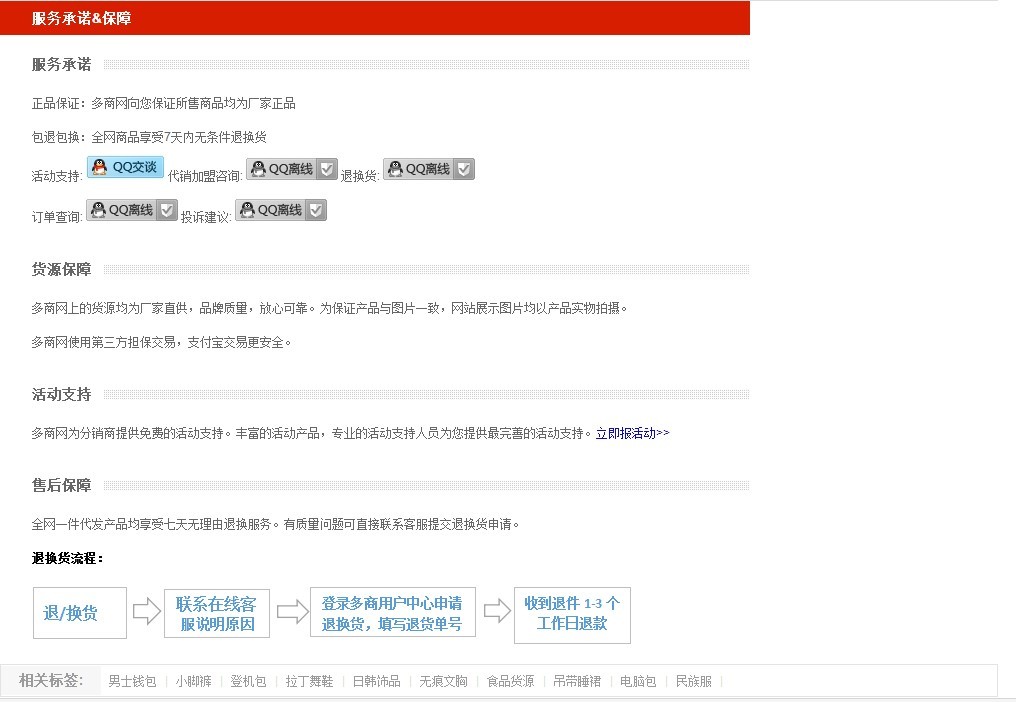 服务承诺&保障
服务承诺
正品保证：多商网向您保证所售商品均为厂家正品
包退包换：全网商品享受7天内无条件退换货
活动支持: QQ交谈 代销加盟咨询: QQ离线 退换货: QQ离线
订单查询: QQ离线 投诉建议: QQ离线
货源保障
多商网上的货源均为厂家直供，品牌质量，放心可靠。为保证产品与图片一致，网站展示图片均以产品实物拍摄。
多商网使用第三方担保交易，支付宝交易更安全。
活动支持
多商网为分销商提供免费的活动支持。丰富的活动产品，专业的活动支持人员为您提供最完善的活动支持。立即报活动>>
售后保障
全网一件代发产品均享受七天无理由退换服务。有质量问题可直接联系客服提交退换货申请。
退换货流程：
退/换货
联系在线客
服说明原因
登录多商用户中心申请
退换货，填写退货单号
收到退件 1-3 个
工作日退款
相关标签: 男士钱包 | 小脚裤 | 登机包 | 拉丁舞鞋 | 日韩饰品 | 无痕文胸 | 食品货源 | 吊带睡裙 | 电脑包 | 民族服 |